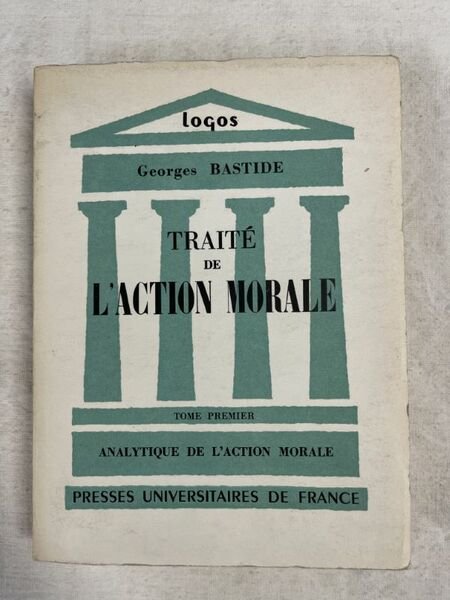 logos
Georges BASTIDE
TRAITÉ
DE
L'ACTION MORALE
TOME PREMIER
ANALYTIQUE DE L'ACTION MORALE
PRESSES UNIVERSITAIRES DE FRANCE